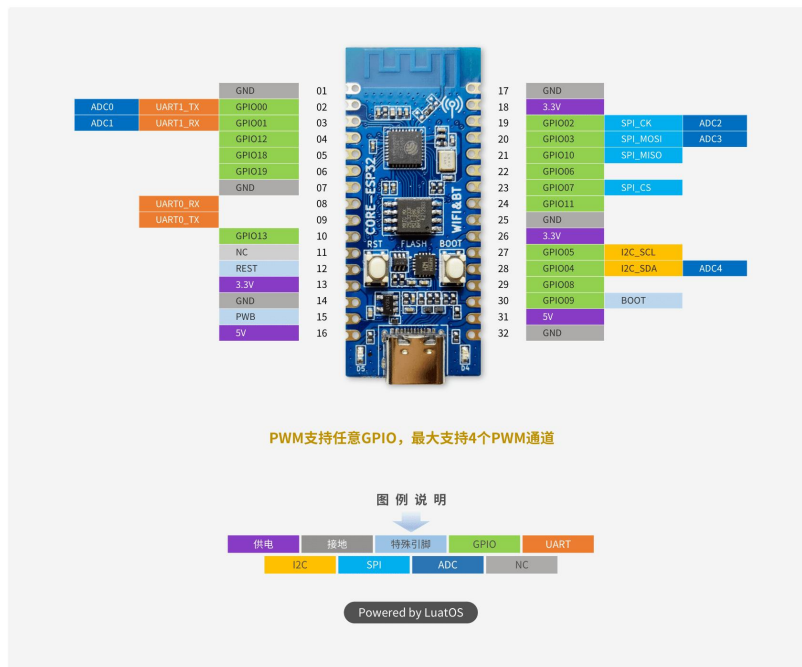 GND 01 17 GND
ADC0 UART1_TX GPIO00 02 18 3.3V
ADC1 UART1_RX GPIO01 03 19 GPIO02 SPI_CK ADC2
GPIO12 04 20 GPIO03 SPI_MOSI ADC3
GPIO18 05 21 GPIO10 SPI_MISO
GPIO19 06 22 GPIO06
GND 07 23 GPIO07 SPI_CS
UART0_RX 08 24 GPIO11
UART0_TX 09 25 GND
GPIO13 10 26 3.3V
NC 11 27 GPIO05 I2C_SCL
REST 12 28 GPIO04 I2C_SDA ADC4
3.3V 13 29 GPIO08
GND 14 30 GPIO09 BOOT
PWB 15 31 5V
5V 16 32 GND
CORE-ESP32
WIFI&BT
RST FLASH BOOT
D5 D4
PWM支持任意GPIO，最大支持4个PWM通道
图例说明
供电 接地 特殊引脚 GPIO UART
I2C SPI ADC NC
Powered by LuatOS